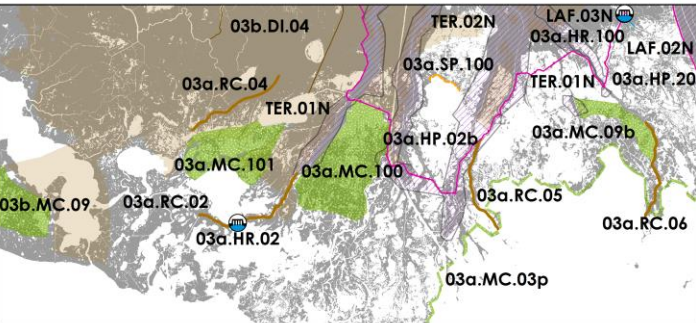 LAF.03N
TER.02N
03b.DI.04
03a.HR.100
LAF.02N
03a.SP.100
03a.RC.04
TER.01N
03a.HP.20
TER.01N
03a.HP.02b
03a.MC.09b
03a.MC.101
03a.MC.100
03b.MC.09
03a.RC.02
03a.RC.05
03a.RC.06
03a.HR.02
03a.MC.03p